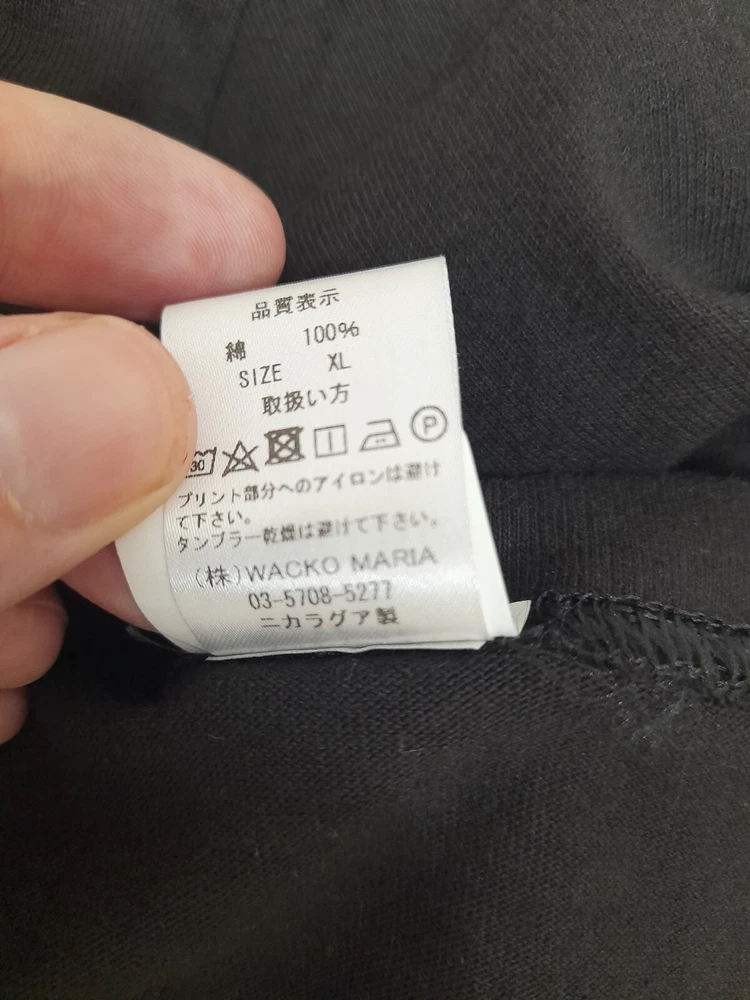 品質表示
綿 100%
SIZE XL
取扱い方
30 P
プリント部分へのアイロンは避け
て下さい。
タンブラー乾燥は避けて下さい。
(株)WACKO MARIA
03-5708-5277
ニカラグア製